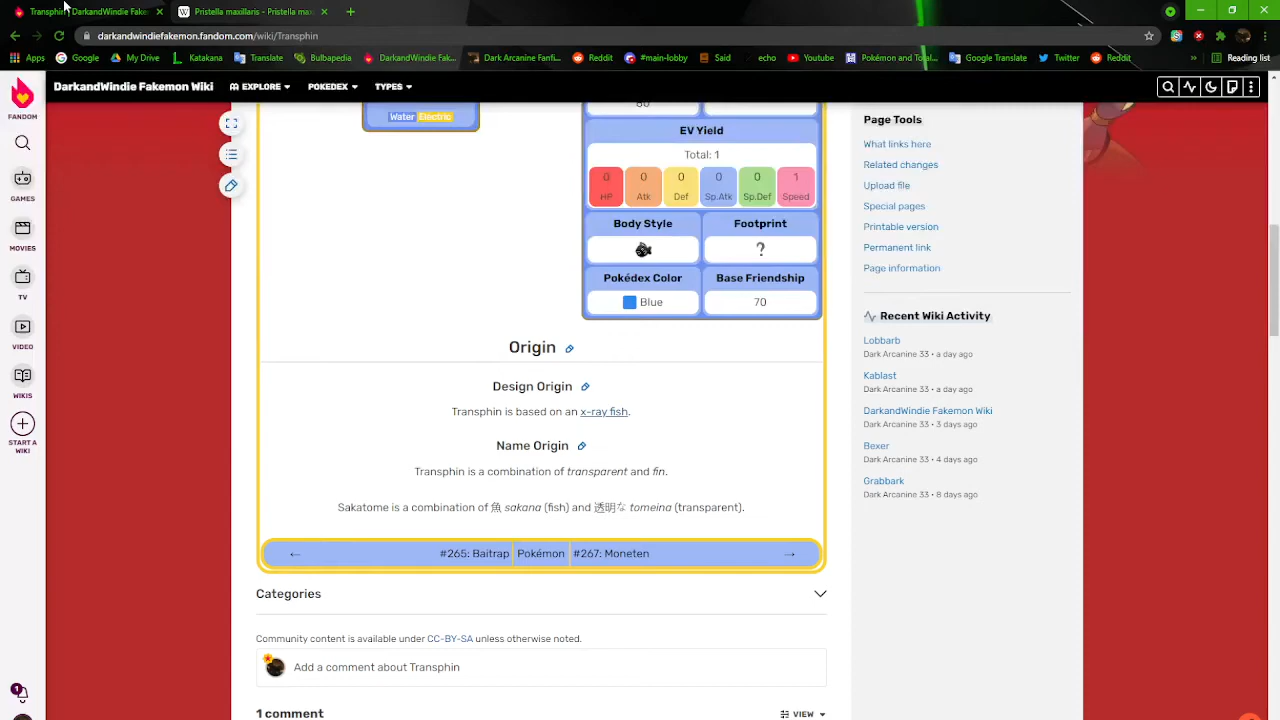 Transphin | DarkandWindie Fake
Pristella maxillaris - Pristella max
darkandwindiefakemon.fandom.com/wiki/Transphin
Apps
Google
My Drive
Katakana
Translate
Bulbapedia
DarkandWindie Fak...
Dark Arcanine Fanfi...
Reddit
#main-lobby
Said
echo
Youtube
Pokémon and Total...
Google Translate
Twitter
Reddit
»
Reading list
FANDOM
GAMES
MOVIES
TV
VIDEO
WIKIS
START A
WIKI
1
DarkandWindie Fakemon Wiki
EXPLORE
POKEDEX
TYPES
Water Electric
80
EV Yield
Total: 1
0 0 0 0 0 1
HP Atk Def Sp.Atk Sp.Def Speed
Body Style Footprint
?
Pokédex Color Base Friendship
Blue 70
Origin
Design Origin
Transphin is based on an x-ray fish.
Name Origin
Transphin is a combination of transparent and fin.
Sakatome is a combination of 魚 sakana (fish) and 透明な tomeina (transparent).
← #265: Baitrap Pokémon #267: Moneten →
Categories
Community content is available under CC-BY-SA unless otherwise noted.
Add a comment about Transphin
1 comment
VIEW
Page Tools
What links here
Related changes
Upload file
Special pages
Printable version
Permanent link
Page information
Recent Wiki Activity
Lobbarb
Dark Arcanine 33 • a day ago
Kablast
Dark Arcanine 33 • a day ago
DarkandWindie Fakemon Wiki
Dark Arcanine 33 • 3 days ago
Bexer
Dark Arcanine 33 • 4 days ago
Grabbark
Dark Arcanine 33 • 8 days ago